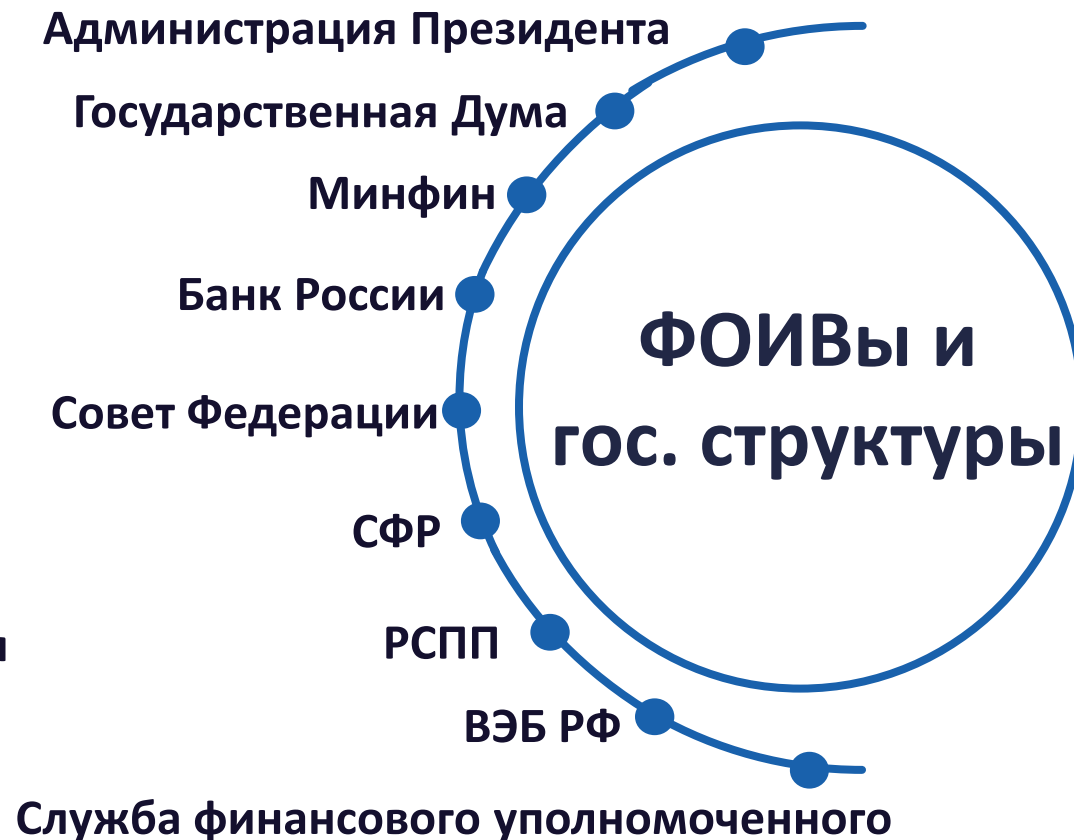 Администрация Президента
Государственная Дума
Минфин
Банк России
Совет Федерации
СФР
РСПП
ВЭБ РФ
Служба финансового уполномоченного
ФОИВы и
гос. структуры